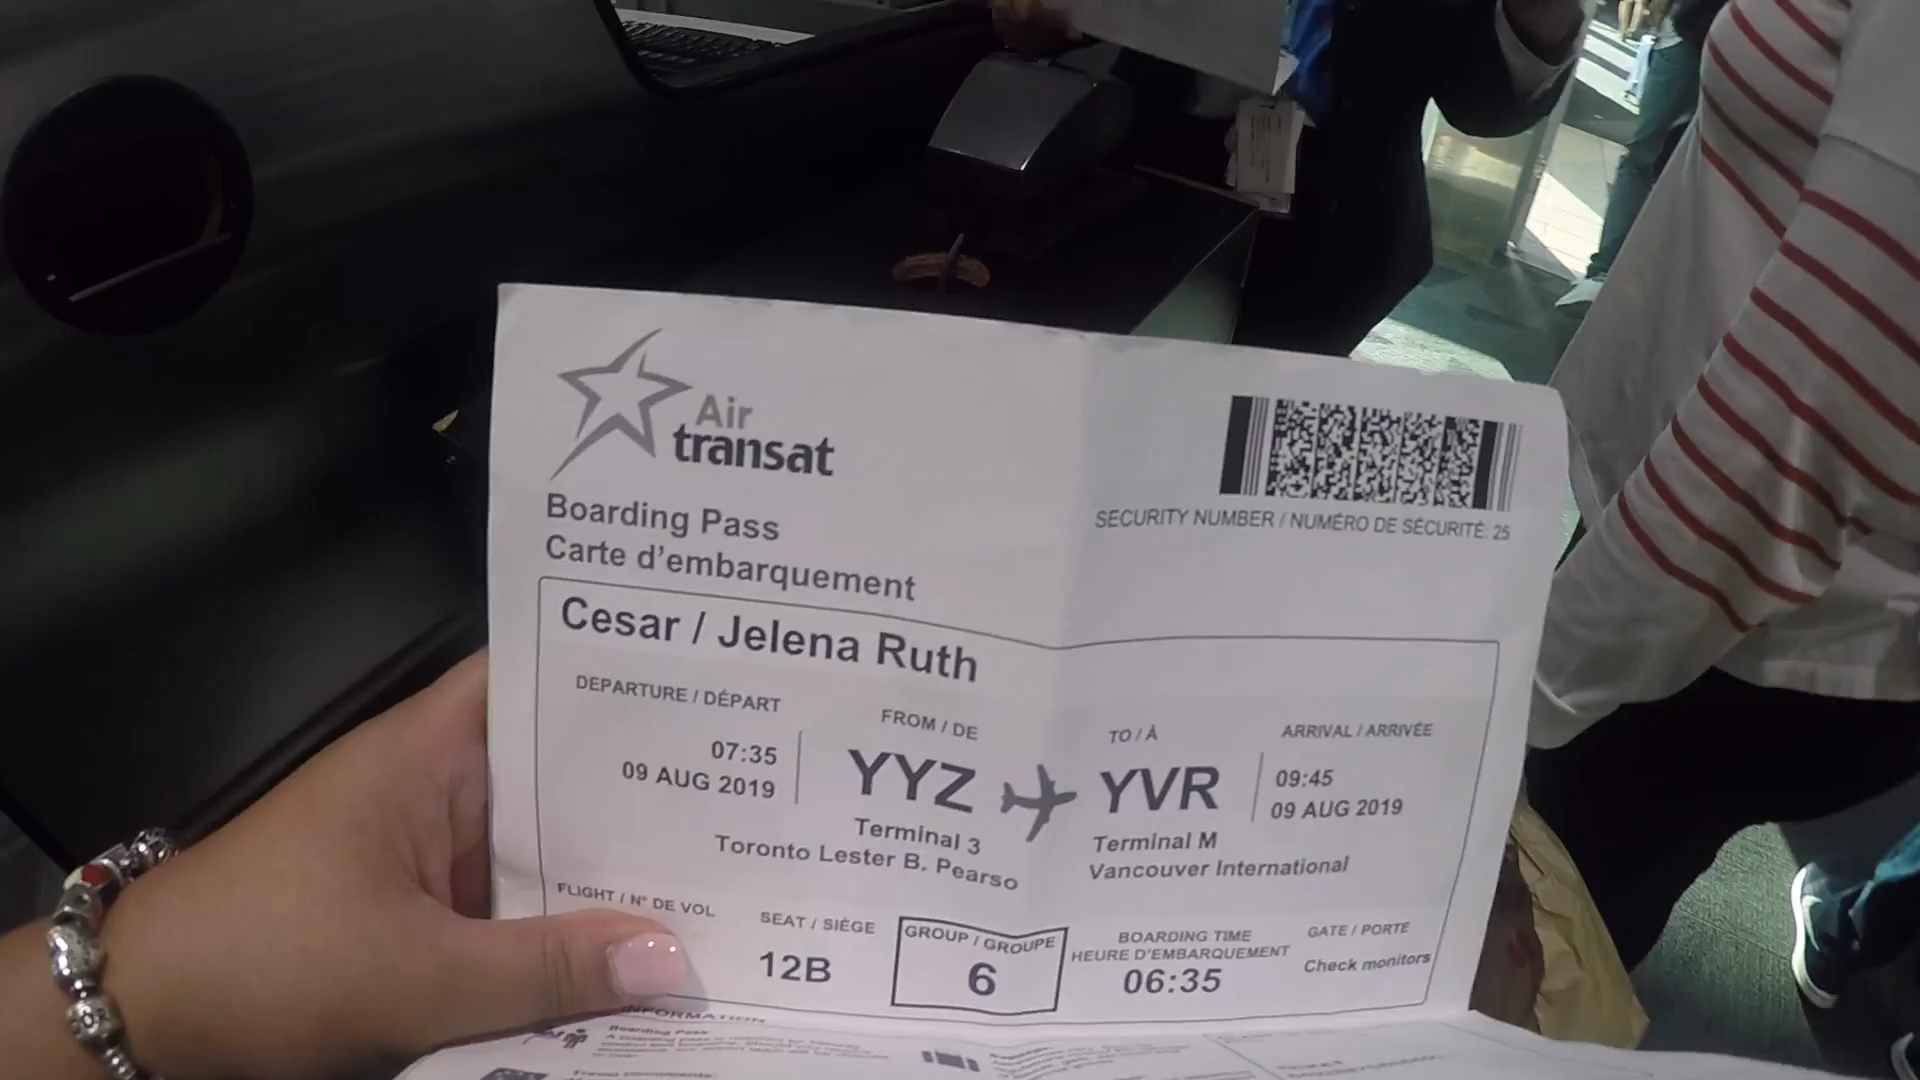 Air
transat
Boarding Pass
Carte d'embarquement
SECURITY NUMBER / NUMÉRO DE SÉCURITÉ: 25
Cesar / Jelena Ruth
DEPARTURE / DÉPART
07:35
09 AUG 2019
FROM / DE
YYZ
Terminal 3
Toronto Lester B. Pearso
TO / À
YVR
Terminal M
Vancouver International
ARRIVAL / ARRIVÉE
09:45
09 AUG 2019
FLIGHT / N° DE VOL
SEAT / SIÈGE
12B
GROUP / GROUPE
6
BOARDING TIME
HEURE D'EMBARQUEMENT
06:35
GATE / PORTE
Check monitors
INFORMATION
Boarding Pass